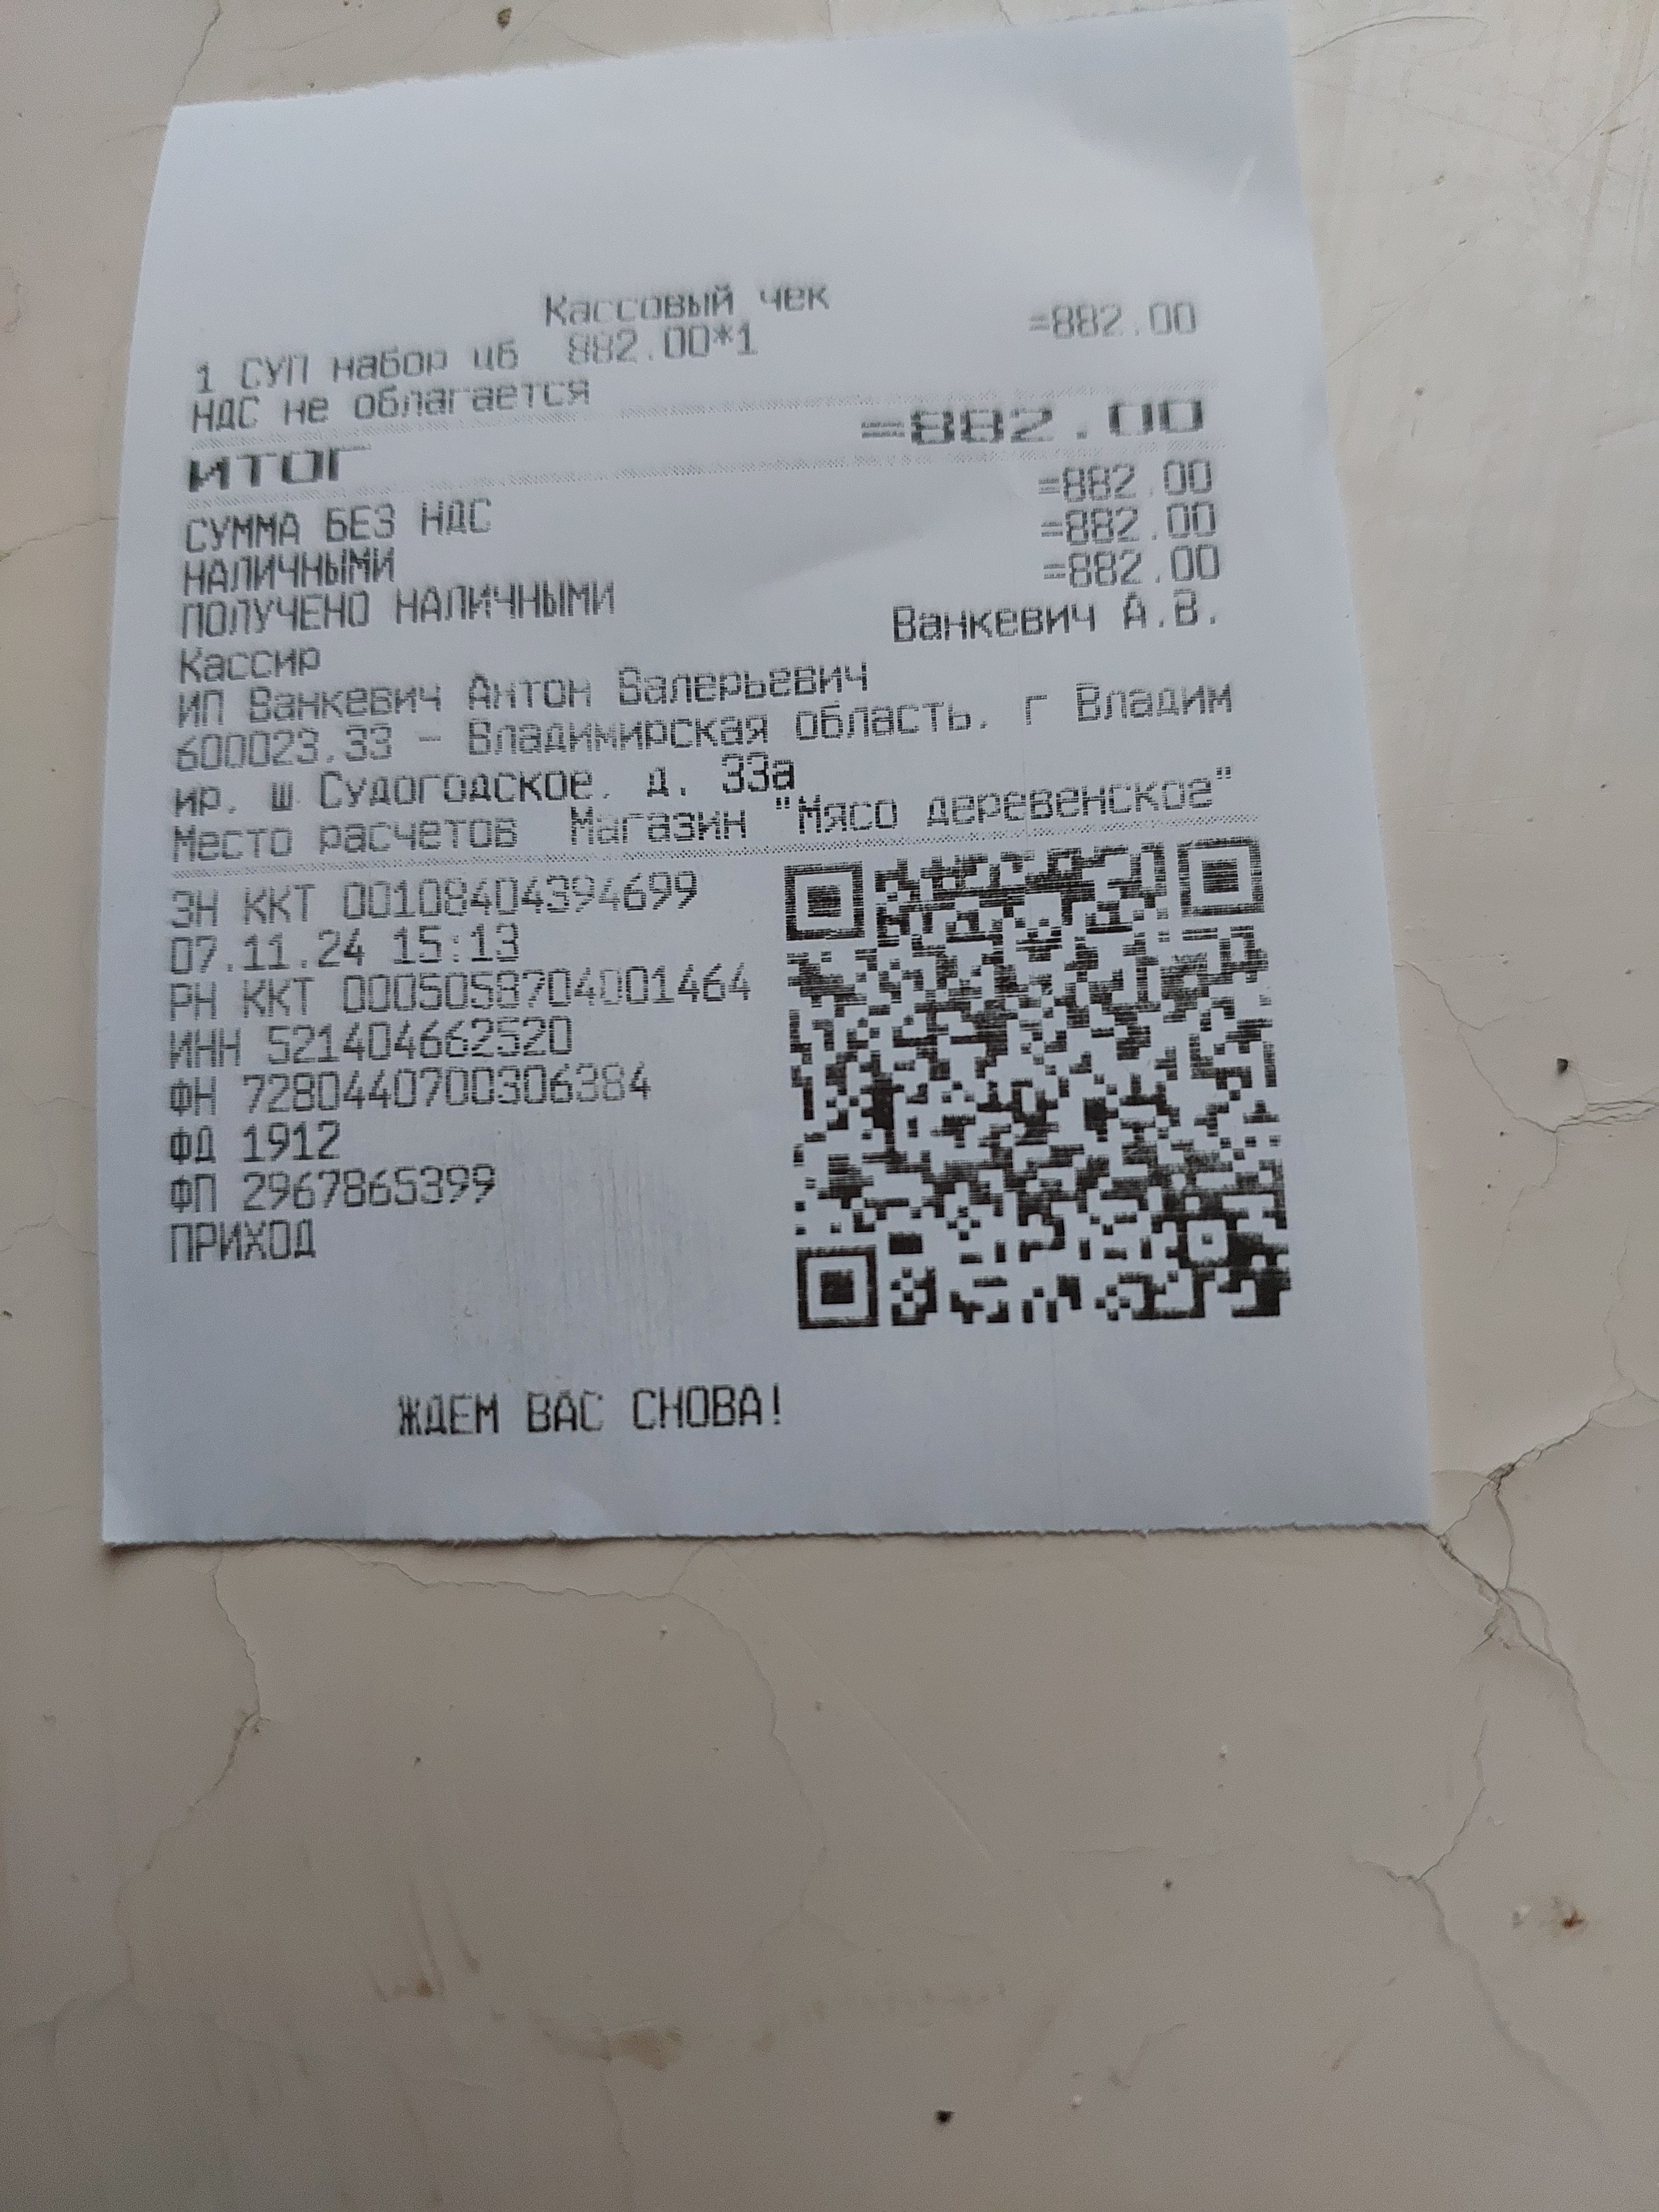 Кассовый чек
1 СУП набор цб 882.00*1 =882.00
НДС не облагается
ИТОГ =882.00
СУММА БЕЗ НДС =882.00
НАЛИЧНЫМИ =882.00
ПОЛУЧЕНО НАЛИЧНЫМИ =882.00
Кассир Ванкевич А.В.
ИП Ванкевич Антон Валерьевич
600023,33 - Владимирская область, г Владим
ир, ш Судогодское, д. 33а
Место расчетов Магазин "Мясо деревенское"
ЗН ККТ 00108404394699
07.11.24 15:13
РН ККТ 0005058704001464
ИНН 521404662520
ФН 7280440700306384
ФД 1912
ФП 2967865399
ПРИХОД
ЖДЕМ ВАС СНОВА!